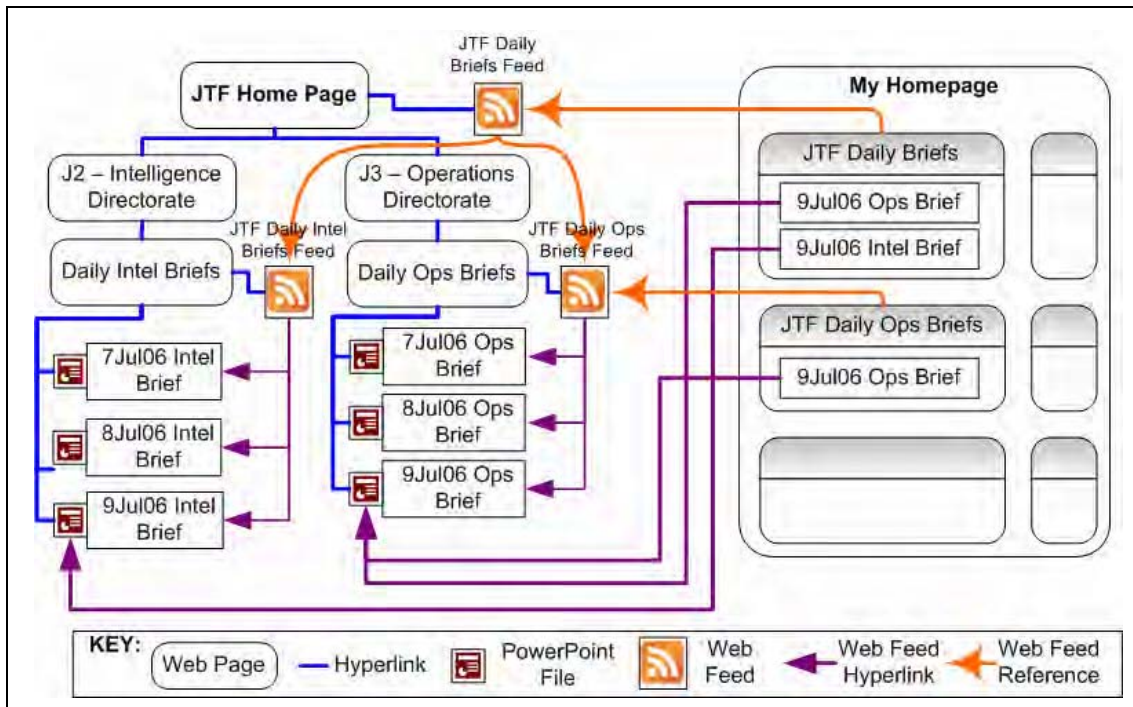 JTF Daily
Briefs Feed
JTF Home Page
My Homepage
J2 – Intelligence
Directorate
J3 – Operations
Directorate
JTF Daily Briefs
9Jul06 Ops Brief
9Jul06 Intel Brief
JTF Daily Intel
Briefs Feed
JTF Daily Ops
Briefs Feed
Daily Intel Briefs
Daily Ops Briefs
JTF Daily Ops Briefs
9Jul06 Ops Brief
7Jul06 Intel
Brief
8Jul06 Intel
Brief
9Jul06 Intel
Brief
7Jul06 Ops
Brief
8Jul06 Ops
Brief
9Jul06 Ops
Brief
KEY:
Web Page
Hyperlink
PowerPoint
File
Web
Feed
Web Feed
Hyperlink
Web Feed
Reference